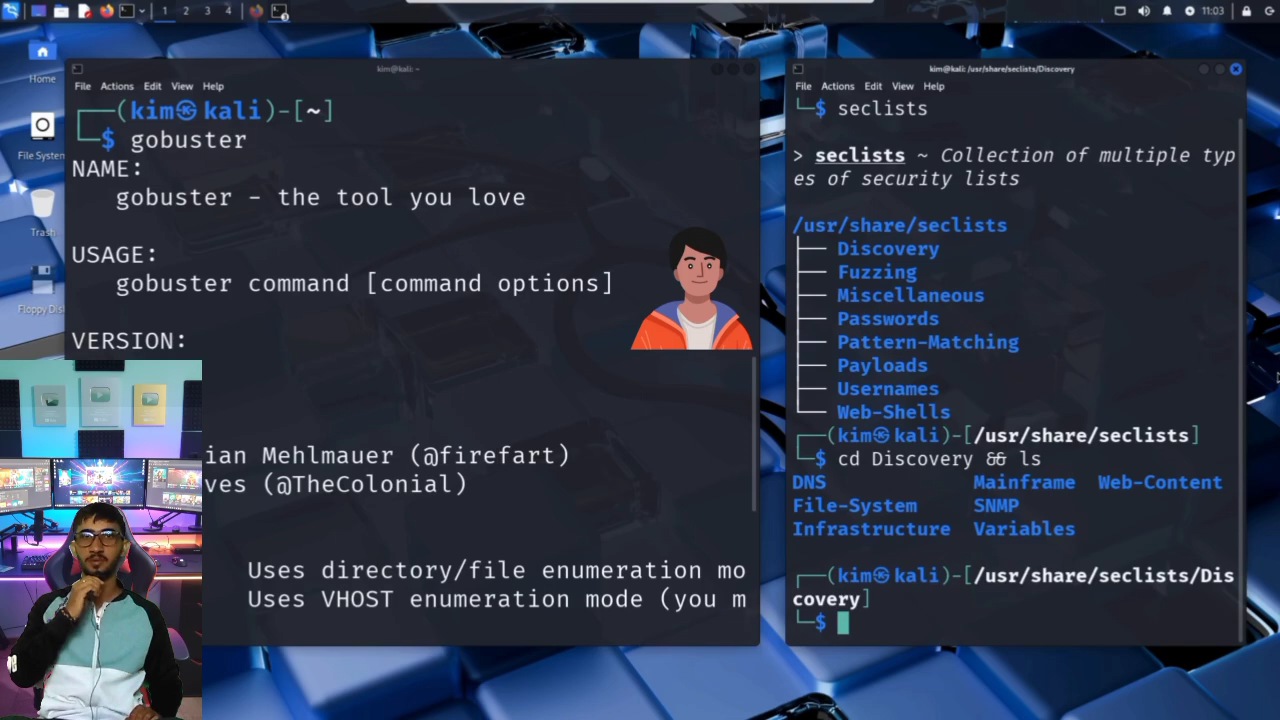 1 2 3 4
11:03
Home
File System
Trash
Floppy Dis
kim@kali: ~
File Actions Edit View Help
┌──(kim㉿kali)-[~]
└─$ gobuster
NAME:
gobuster - the tool you love
USAGE:
gobuster command [command options]
VERSION:
ian Mehlmauer (@firefart)
ves (@TheColonial)
Uses directory/file enumeration mo
Uses VHOST enumeration mode (you m
kim@kali: /usr/share/seclists/Discovery
File Actions Edit View Help
└─$ seclists
> seclists ~ Collection of multiple typ
es of security lists
/usr/share/seclists
├── Discovery
├── Fuzzing
├── Miscellaneous
├── Passwords
├── Pattern-Matching
├── Payloads
├── Usernames
└── Web-Shells
┌──(kim㉿kali)-[/usr/share/seclists]
└─$ cd Discovery && ls
DNS Mainframe Web-Content
File-System SNMP
Infrastructure Variables
┌──(kim㉿kali)-[/usr/share/seclists/Dis
covery]
└─$